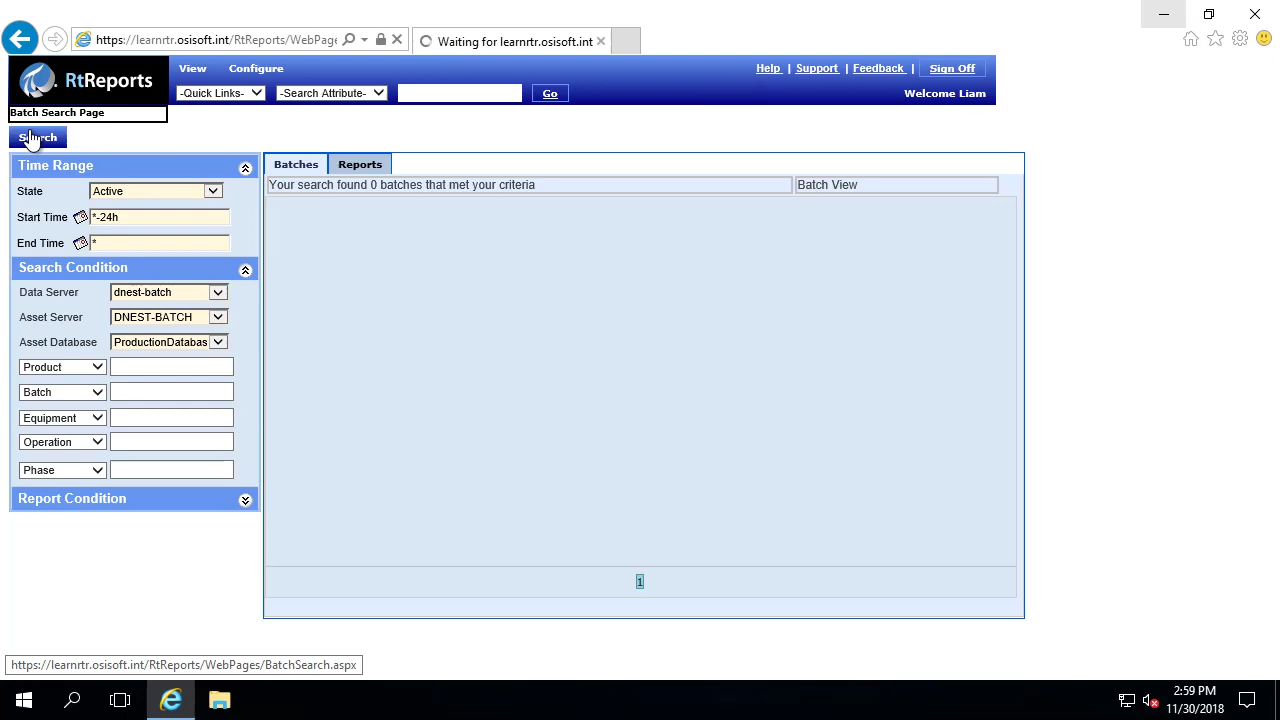 https://learnrtr.osisoft.int/RtReports/WebPage
Waiting for learnrtr.osisoft.int
RtReports
View Configure
Help | Support | Feedback | Sign Off
-Quick Links- -Search Attribute- Go
Welcome Liam
Batch Search Page
Search
Time Range
State Active
Start Time *-24h
End Time *
Search Condition
Data Server dnest-batch
Asset Server DNEST-BATCH
Asset Database ProductionDatabas
Product
Batch
Equipment
Operation
Phase
Report Condition
Batches Reports
Your search found 0 batches that met your criteria Batch View
1
https://learnrtr.osisoft.int/RtReports/WebPages/BatchSearch.aspx
2:59 PM
11/30/2018